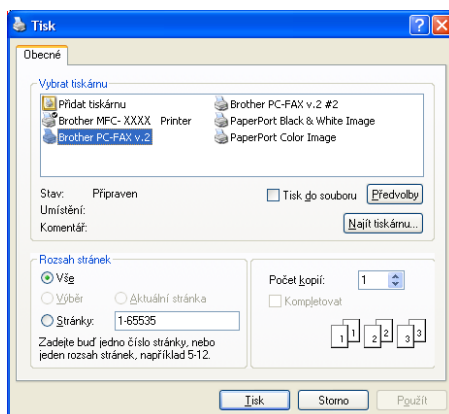 Tisk
Obecné
Vybrat tiskárnu
Přidat tiskárnu
Brother MFC- XXXX Printer
Brother PC-FAX v.2
Brother PC-FAX v.2 #2
PaperPort Black & White Image
PaperPort Color Image
Stav: Připraven
Umístění:
Komentář:
Tisk do souboru
Předvolby
Najít tiskárnu...
Rozsah stránek
Vše
Výběr
Aktuální stránka
Stránky: 1-65535
Zadejte buď jedno číslo stránky, nebo
jeden rozsah stránek, například 5-12.
Počet kopií: 1
Kompletovat
1 1 2 2 3 3
Tisk
Storno
Použít